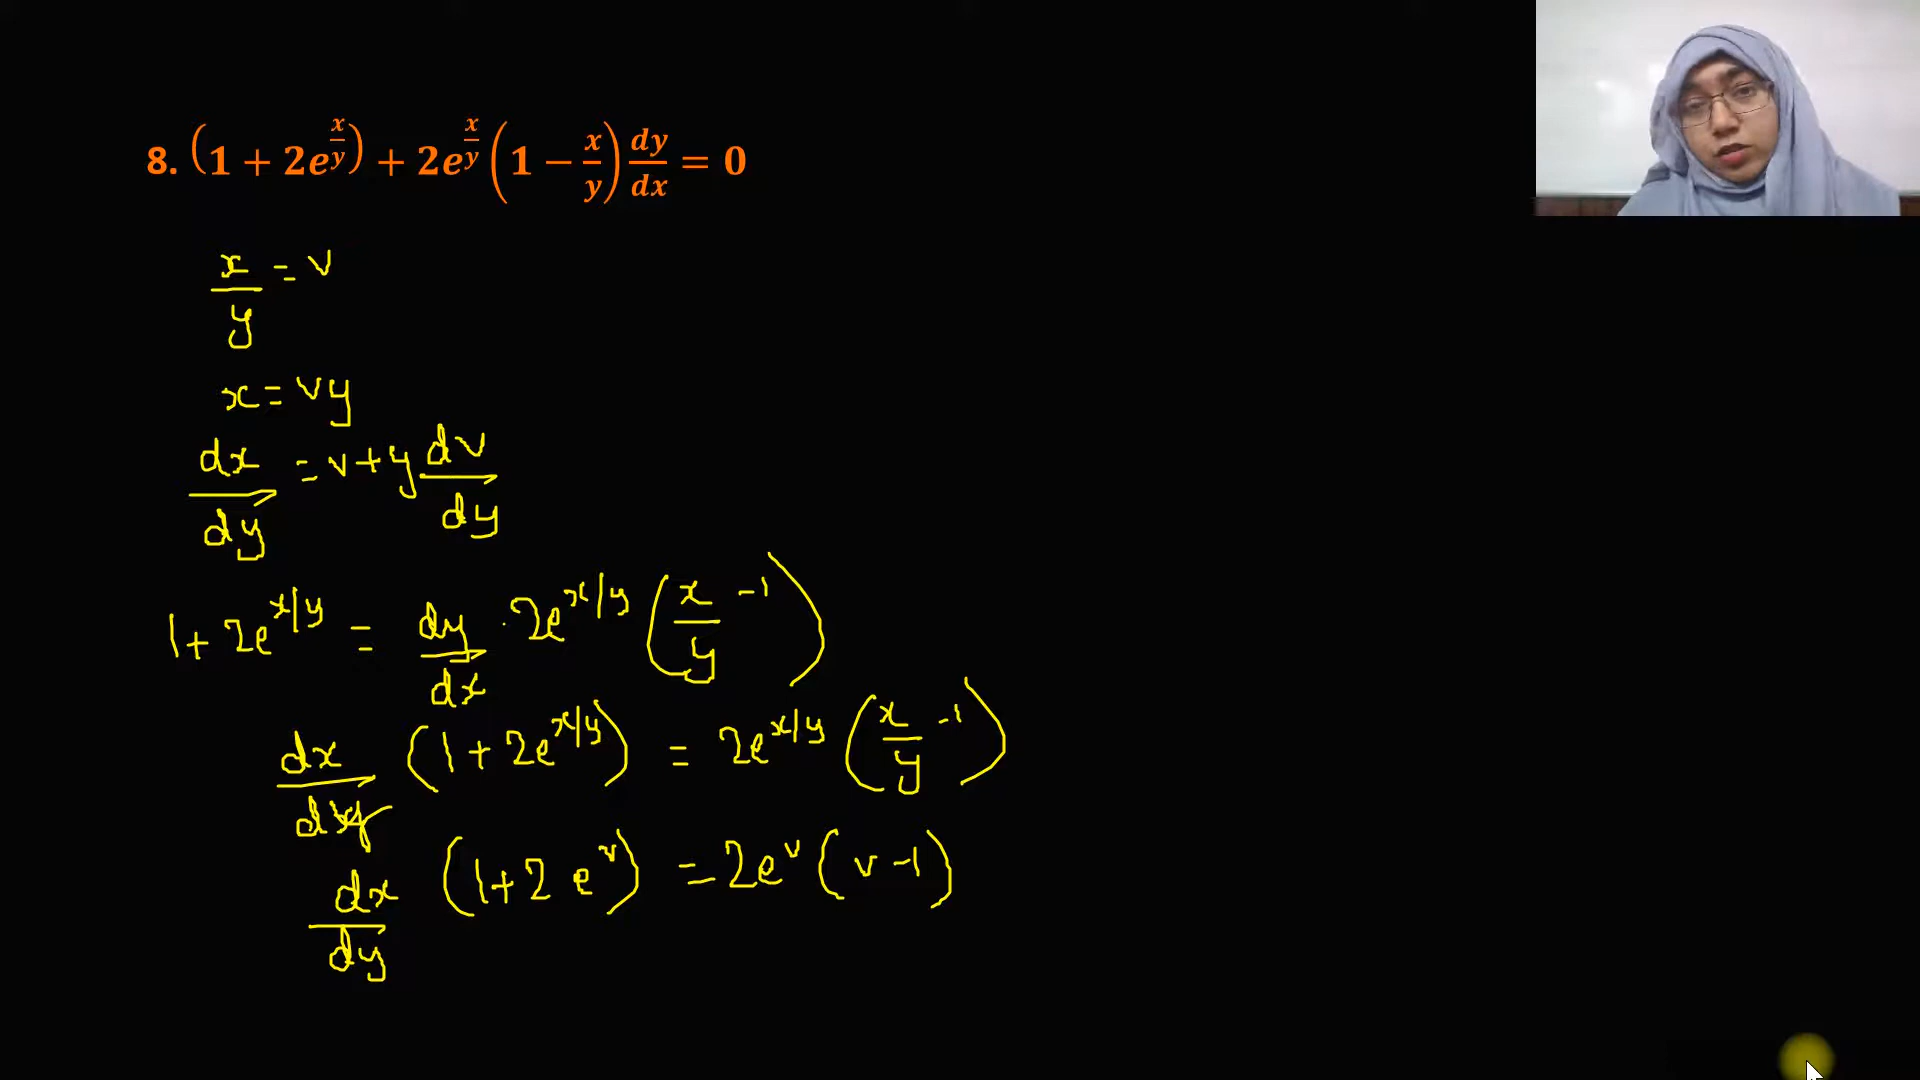 8. (1 + 2e^(x/y)) + 2e^(x/y) (1 − x/y) dy/dx = 0
x/y = v
x = vy
dx/dy = v + y dv/dy
1 + 2e^(x/y) = dy/dx · 2e^(x/y) (x/y − 1)
dx/dy (1 + 2e^(x/y)) = 2e^(x/y) (x/y − 1)
dx/dy (1 + 2 e^v) = 2e^v (v − 1)